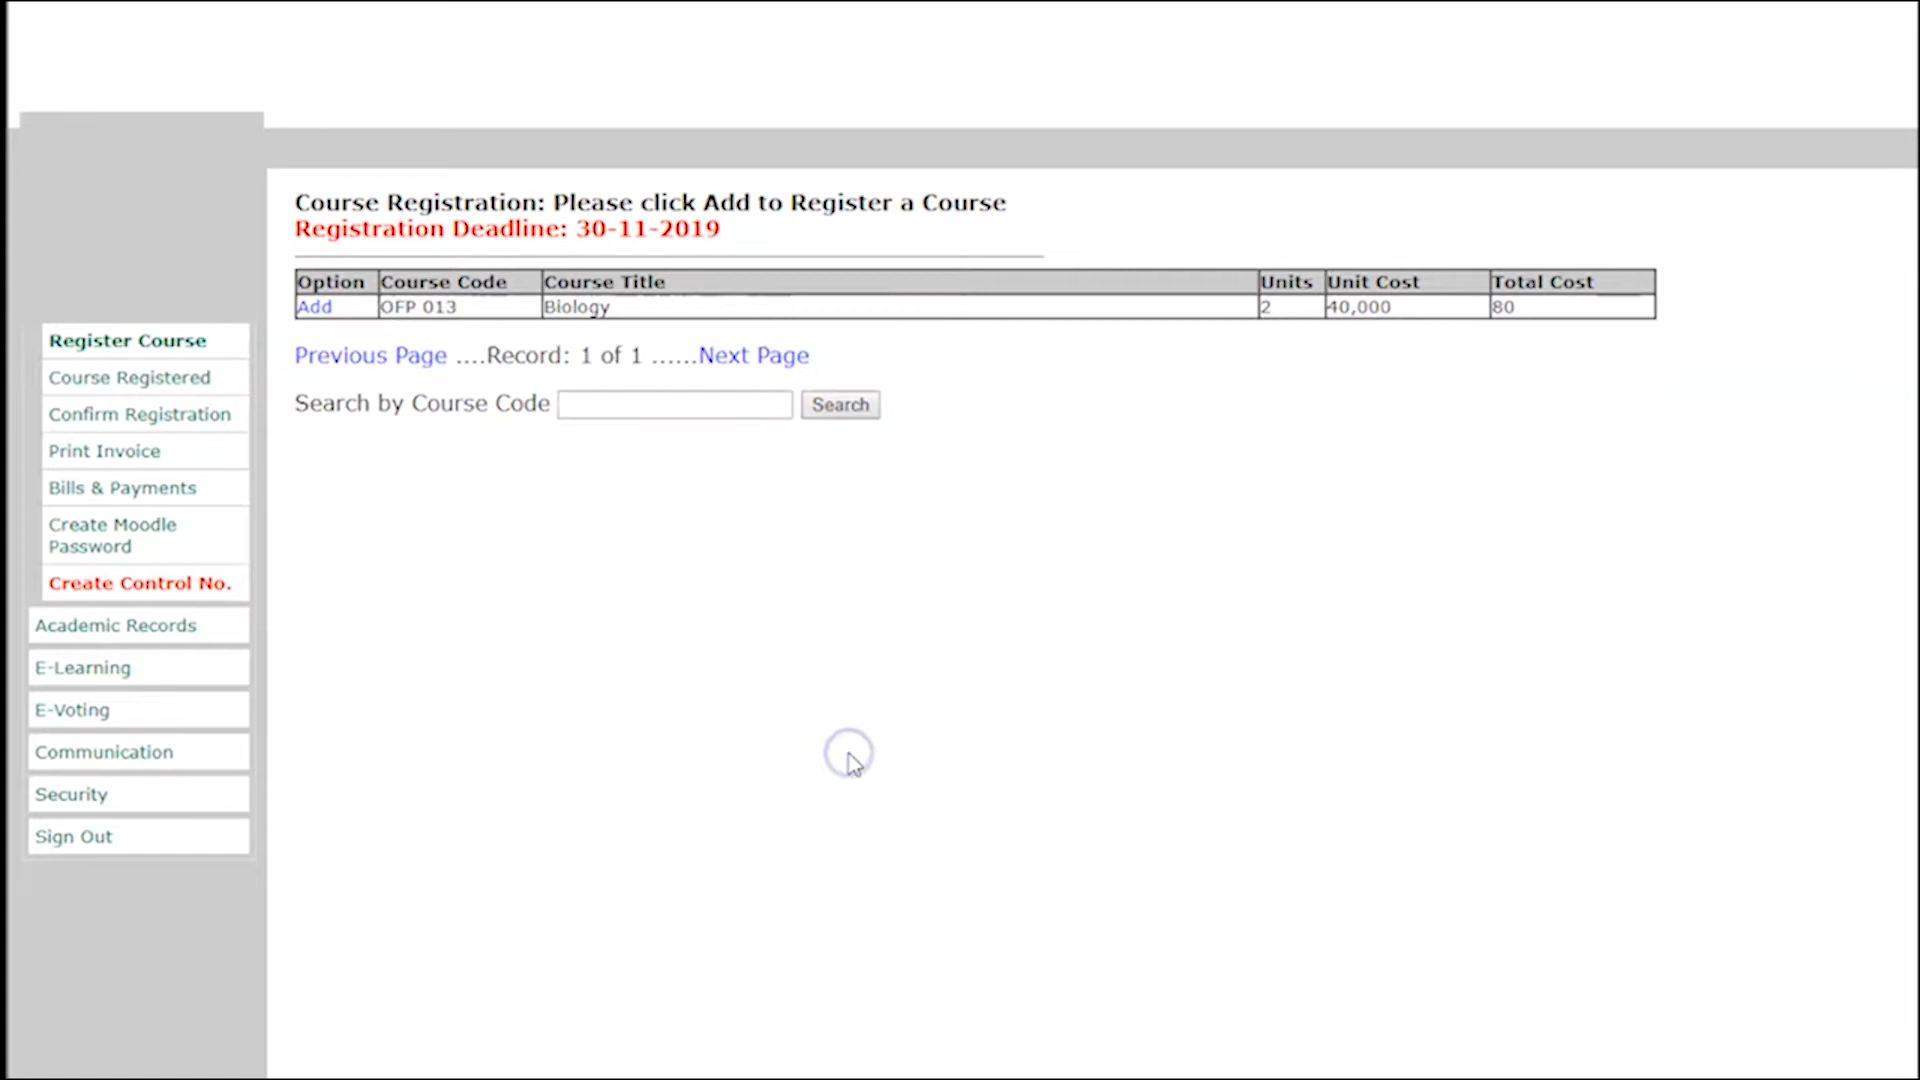 Course Registration: Please click Add to Register a Course
Registration Deadline: 30-11-2019
Option Course Code Course Title Units Unit Cost Total Cost
Add OFP 013 Biology 2 40,000 80
Previous Page ....Record: 1 of 1 ......Next Page
Search by Course Code Search
Register Course
Course Registered
Confirm Registration
Print Invoice
Bills & Payments
Create Moodle
Password
Create Control No.
Academic Records
E-Learning
E-Voting
Communication
Security
Sign Out